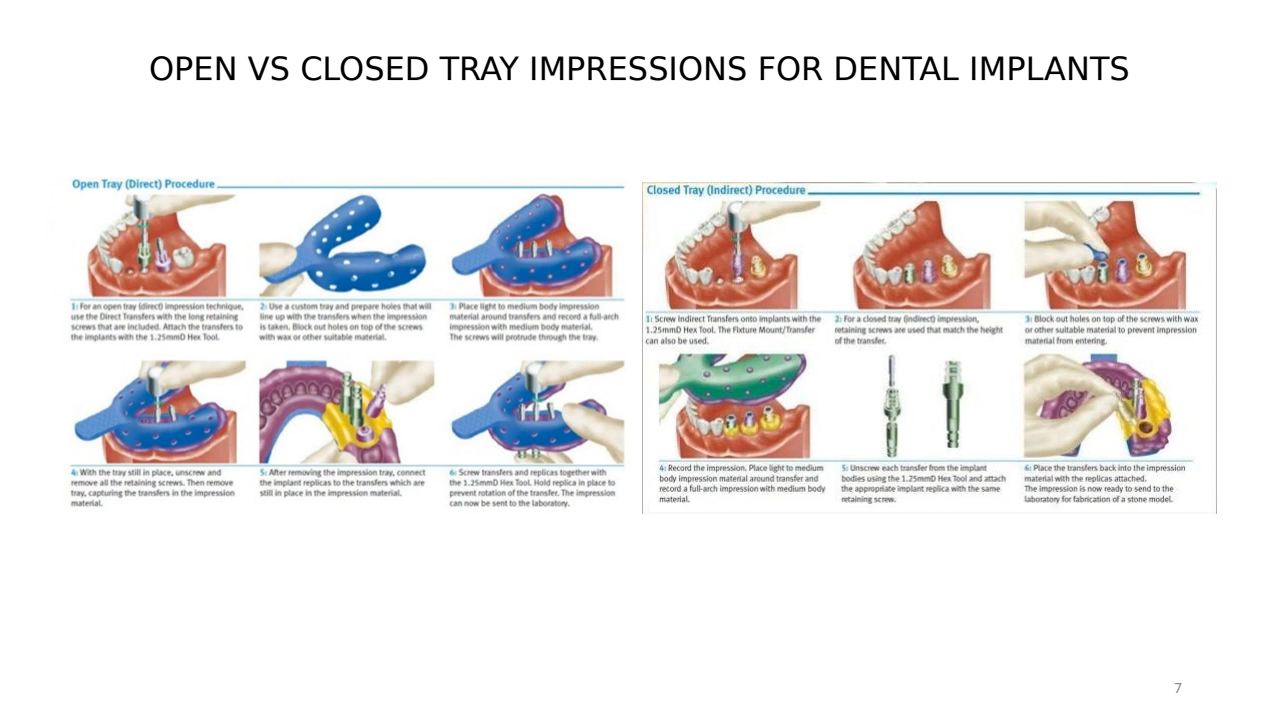 OPEN VS CLOSED TRAY IMPRESSIONS FOR DENTAL IMPLANTS
Open Tray (Direct) Procedure
1: For an open tray (direct) impression technique,
use the Direct Transfers with the long retaining
screws that are included. Attach the transfers to
the implants with the 1.25mmD Hex Tool.
2: Use a custom tray and prepare holes that will
line up with the transfers when the impression
is taken. Block out holes on top of the screws
with wax or other suitable material.
3: Place light to medium body impression
material around transfers and record a full-arch
impression with medium body material.
The screws will protrude through the tray.
4: With the tray still in place, unscrew and
remove all the retaining screws. Then remove
tray, capturing the transfers in the impression
material.
5: After removing the impression tray, connect
the implant replicas to the transfers which are
still in place in the impression material.
6: Screw transfers and replicas together with
the 1.25mmD Hex Tool. Hold replica in place to
prevent rotation of the transfer. The impression
can now be sent to the laboratory.
Closed Tray (Indirect) Procedure
1: Screw Indirect Transfers onto implants with the
1.25mmD Hex Tool. The Fixture Mount/Transfer
can also be used.
2: For a closed tray (indirect) impression,
retaining screws are used that match the height
of the transfer.
3: Block out holes on top of the screws with wax
or other suitable material to prevent impression
material from entering.
4: Record the impression. Place light to medium
body impression material around transfer and
record a full-arch impression with medium body
material.
5: Unscrew each transfer from the implant
bodies using the 1.25mmD Hex Tool and attach
the appropriate implant replica with the same
retaining screw.
6: Place the transfers back into the impression
material with the replicas attached.
The impression is now ready to send to the
laboratory for fabrication of a stone model.
7